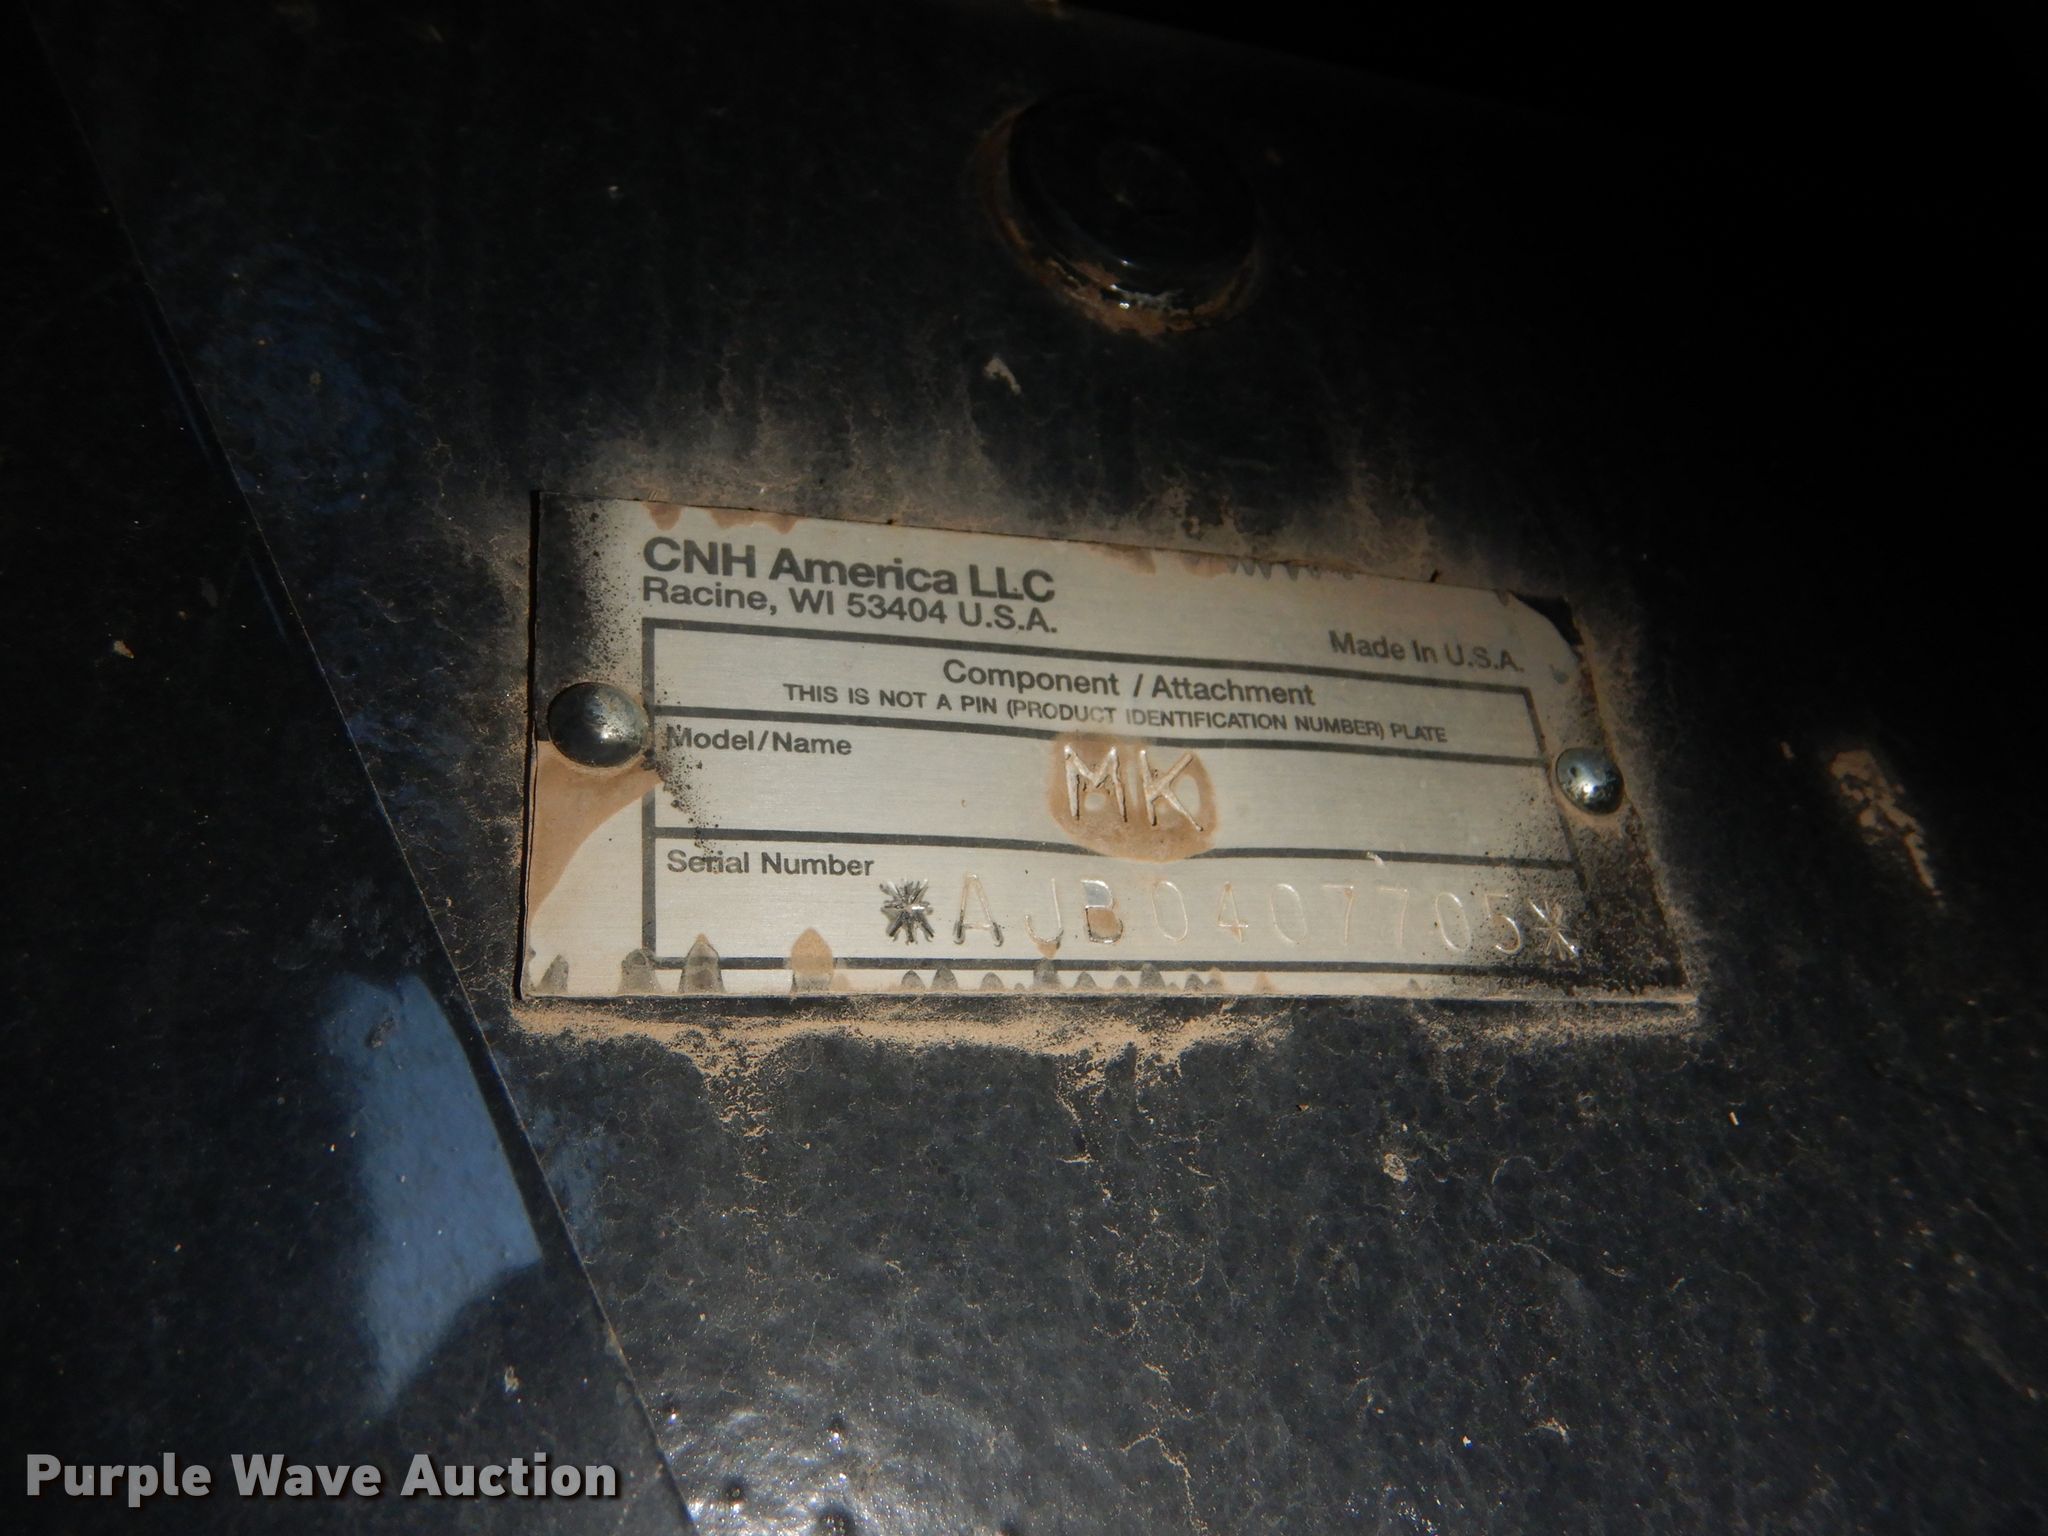 CNH America LLC
Racine, WI 53404 U.S.A.
Made In U.S.A.
Component / Attachment
THIS IS NOT A PIN (PRODUCT IDENTIFICATION NUMBER) PLATE
Model/Name MK
Serial Number *AJB0407705*
Purple Wave Auction